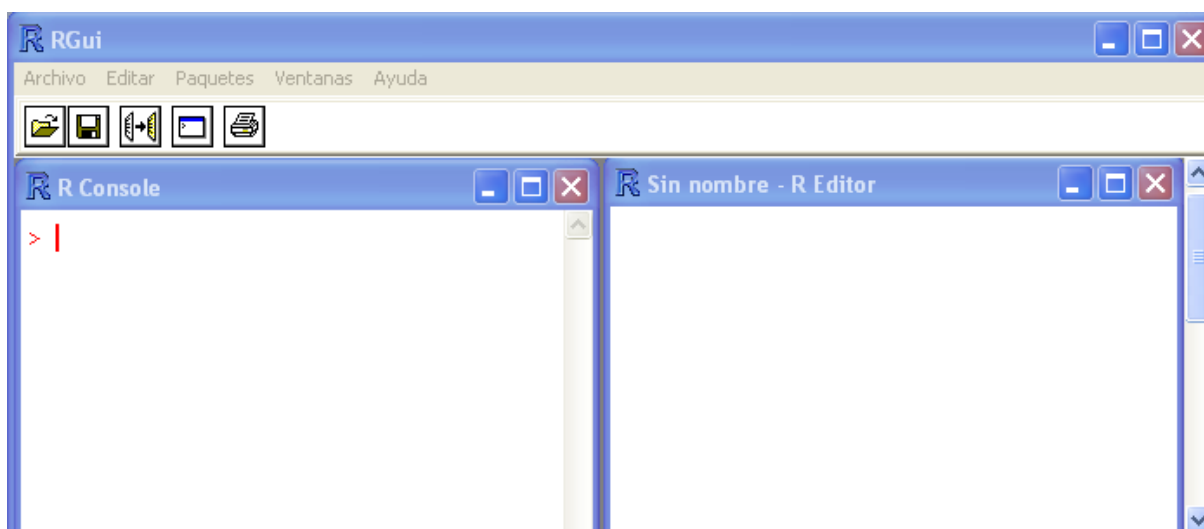 RGui
Archivo Editar Paquetes Ventanas Ayuda
R Console
Sin nombre - R Editor
>